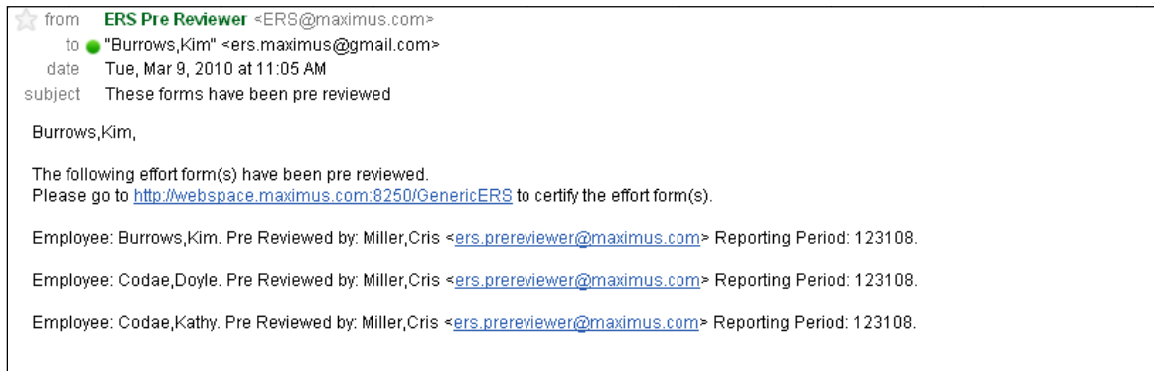 from ERS Pre Reviewer <ERS@maximus.com>
to "Burrows,Kim" <ers.maximus@gmail.com>
date Tue, Mar 9, 2010 at 11:05 AM
subject These forms have been pre reviewed
Burrows,Kim,
The following effort form(s) have been pre reviewed.
Please go to http://webspace.maximus.com:8250/GenericERS to certify the effort form(s).
Employee: Burrows,Kim. Pre Reviewed by: Miller,Cris <ers.prereviewer@maximus.com> Reporting Period: 123108.
Employee: Codae,Doyle. Pre Reviewed by: Miller,Cris <ers.prereviewer@maximus.com> Reporting Period: 123108.
Employee: Codae,Kathy. Pre Reviewed by: Miller,Cris <ers.prereviewer@maximus.com> Reporting Period: 123108.